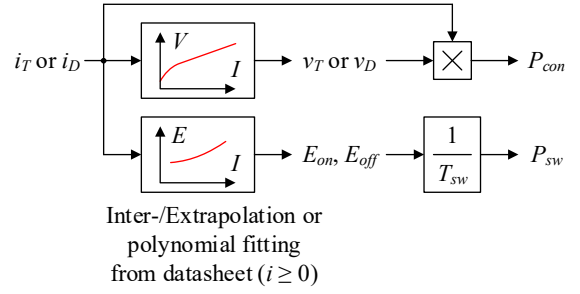 V
i_T or i_D
I
v_T or v_D
×
P_con
E
I
E_on, E_off
1
T_sw
P_sw
Inter-/Extrapolation or
polynomial fitting
from datasheet (i ≥ 0)